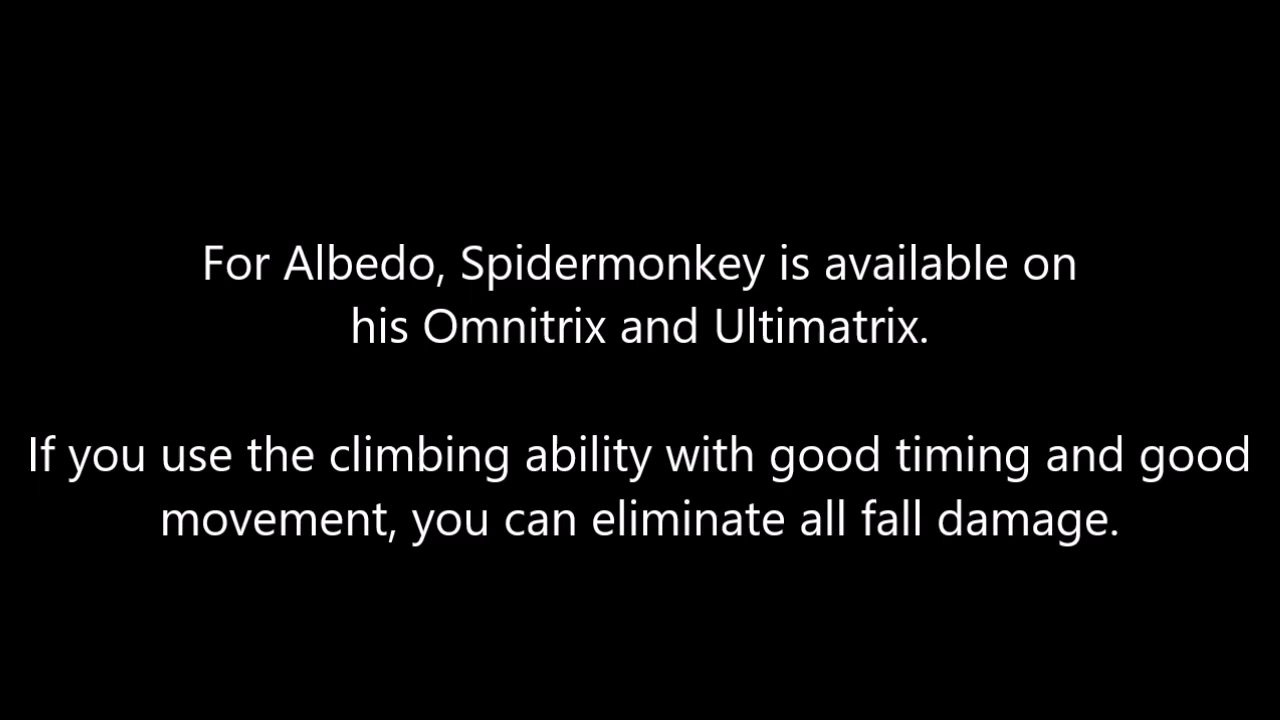 For Albedo, Spidermonkey is available on
his Omnitrix and Ultimatrix.
If you use the climbing ability with good timing and good
movement, you can eliminate all fall damage.